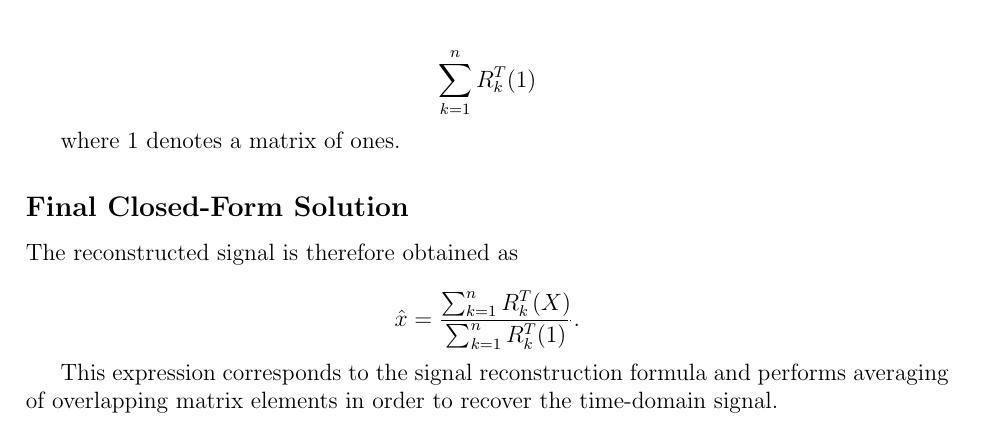 \sum_{k=1}^{n} R_k^T(1)
where 1 denotes a matrix of ones.
Final Closed-Form Solution
The reconstructed signal is therefore obtained as
\hat{x} = \frac{\sum_{k=1}^{n} R_k^T(X)}{\sum_{k=1}^{n} R_k^T(1)}.
This expression corresponds to the signal reconstruction formula and performs averaging
of overlapping matrix elements in order to recover the time-domain signal.